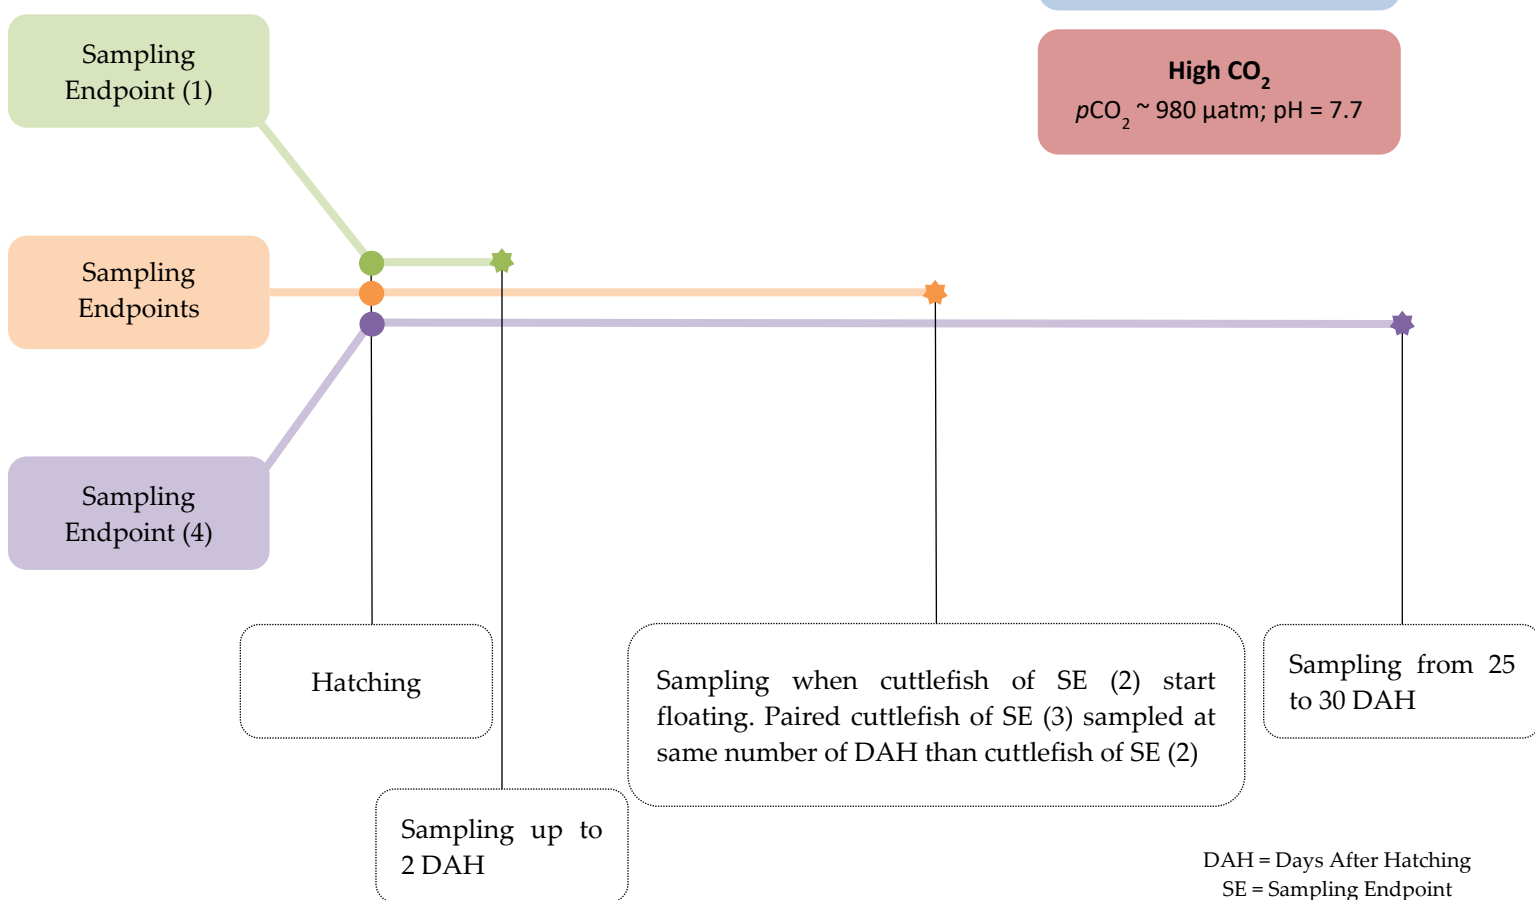 Sampling
Endpoint (1)
High CO₂
pCO₂ ~ 980 µatm; pH = 7.7
Sampling
Endpoints
Sampling
Endpoint (4)
Hatching
Sampling when cuttlefish of SE (2) start
floating. Paired cuttlefish of SE (3) sampled at
same number of DAH than cuttlefish of SE (2)
Sampling from 25
to 30 DAH
Sampling up to
2 DAH
DAH = Days After Hatching
SE = Sampling Endpoint